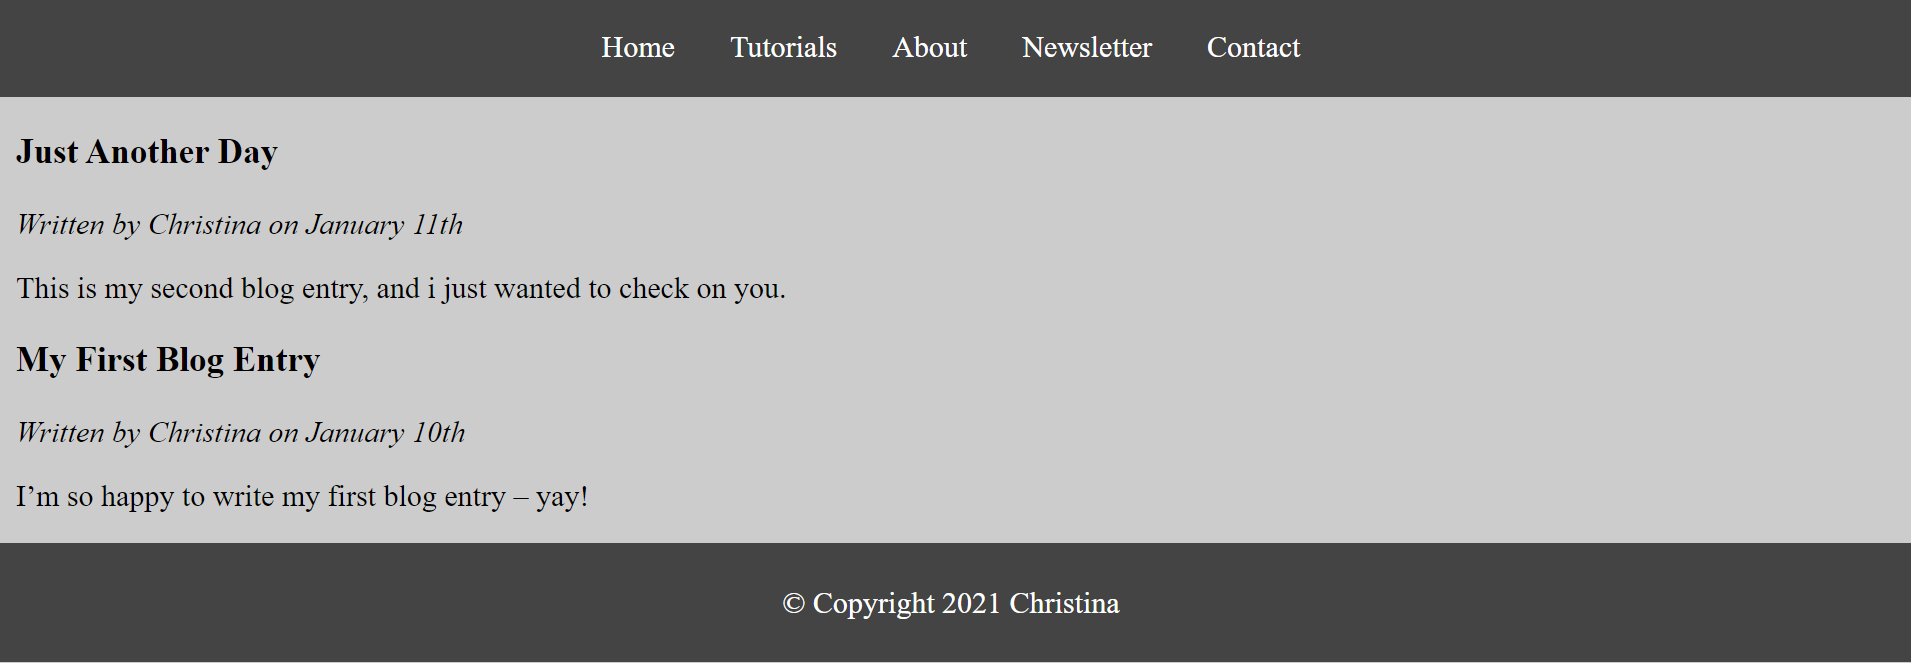 Home Tutorials About Newsletter Contact
Just Another Day
Written by Christina on January 11th
This is my second blog entry, and i just wanted to check on you.
My First Blog Entry
Written by Christina on January 10th
I’m so happy to write my first blog entry – yay!
© Copyright 2021 Christina